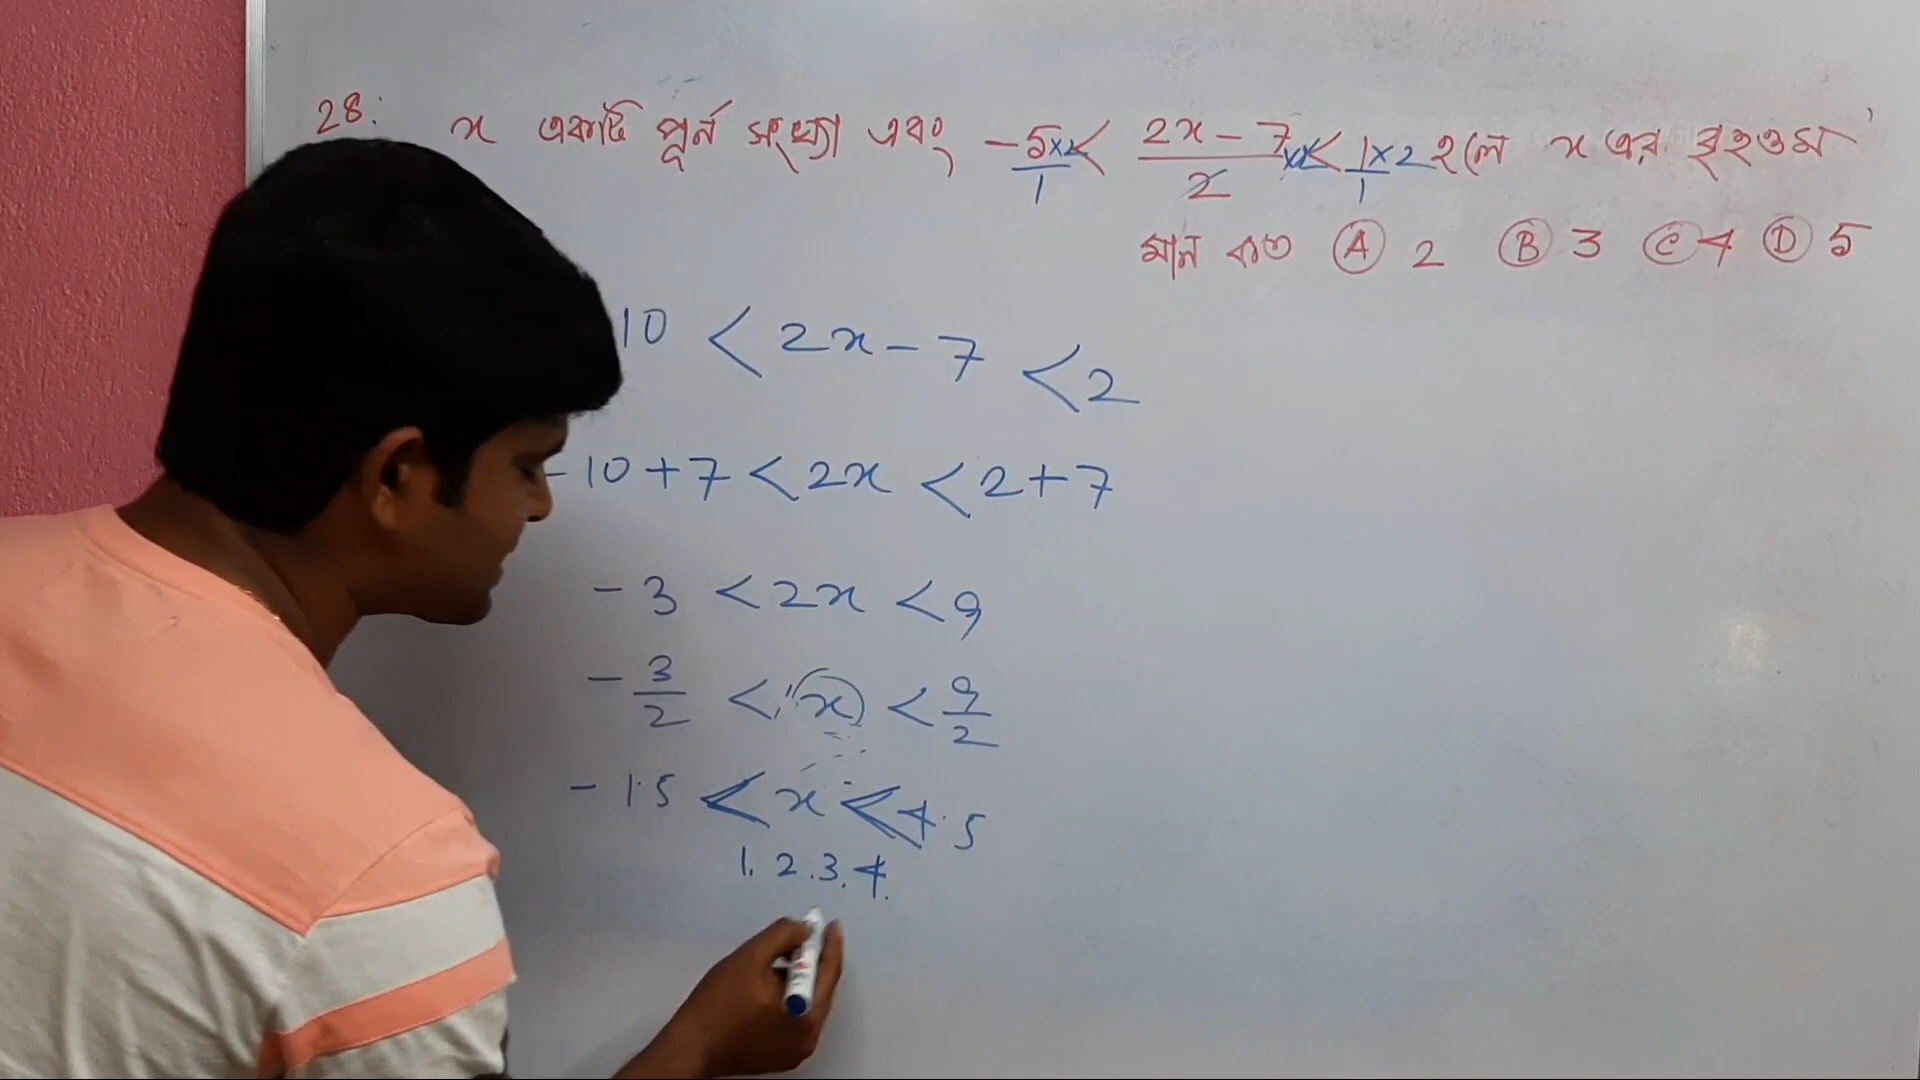 28. x একটি পূর্ন সংখ্যা এবং -5×2/1 < 2x-7/2 ×2 < 1×2/1 হলে x এর বৃহত্তম
মান কত Ⓐ 2 Ⓑ 3 Ⓒ 4 Ⓓ 5
10 < 2x - 7 < 2
-10 + 7 < 2x < 2 + 7
-3 < 2x < 9
-3/2 < x < 9/2
-1.5 < x < 4.5
1. 2. 3. 4.